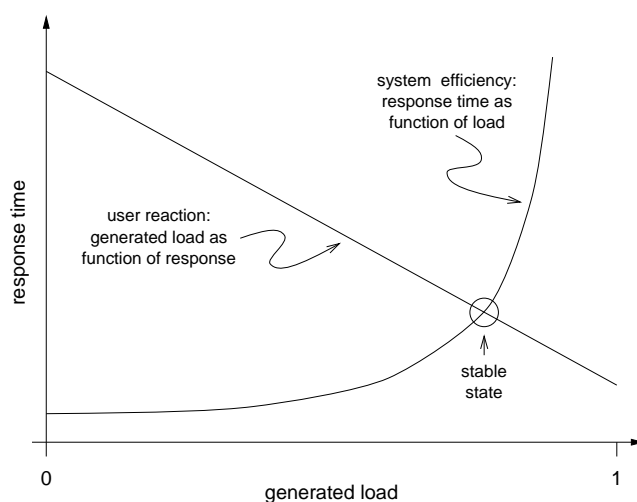 system efficiency:
response time as
function of load
user reaction:
generated load as
function of response
response time
stable
state
0
1
generated load